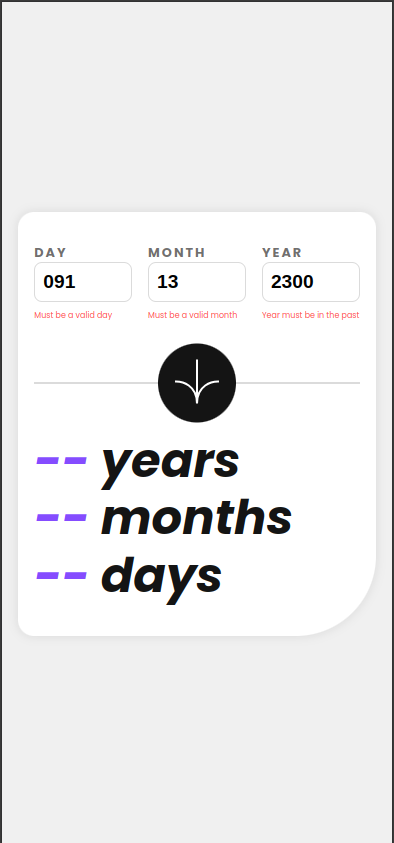 DAY MONTH YEAR
091 13 2300
Must be a valid day Must be a valid month Year must be in the past
-- years
-- months
-- days